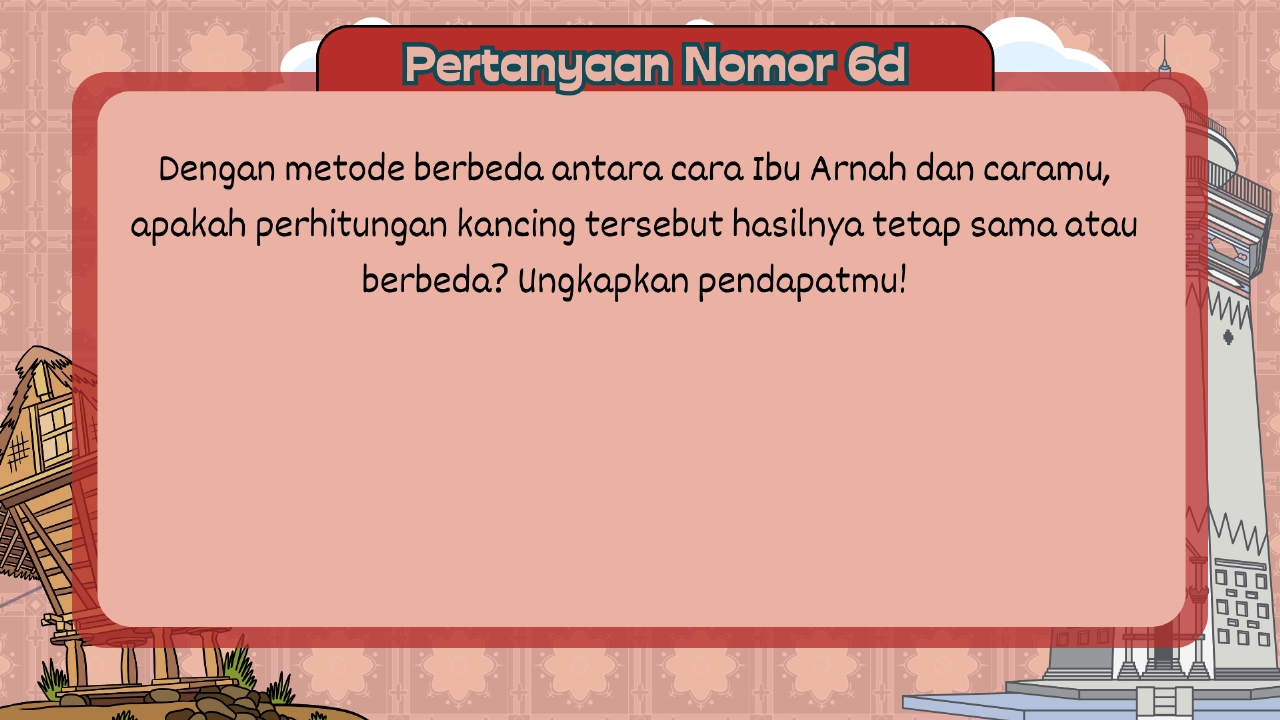 Pertanyaan Nomor 6d
Dengan metode berbeda antara cara Ibu Arnah dan caramu,
apakah perhitungan kancing tersebut hasilnya tetap sama atau
berbeda? Ungkapkan pendapatmu!